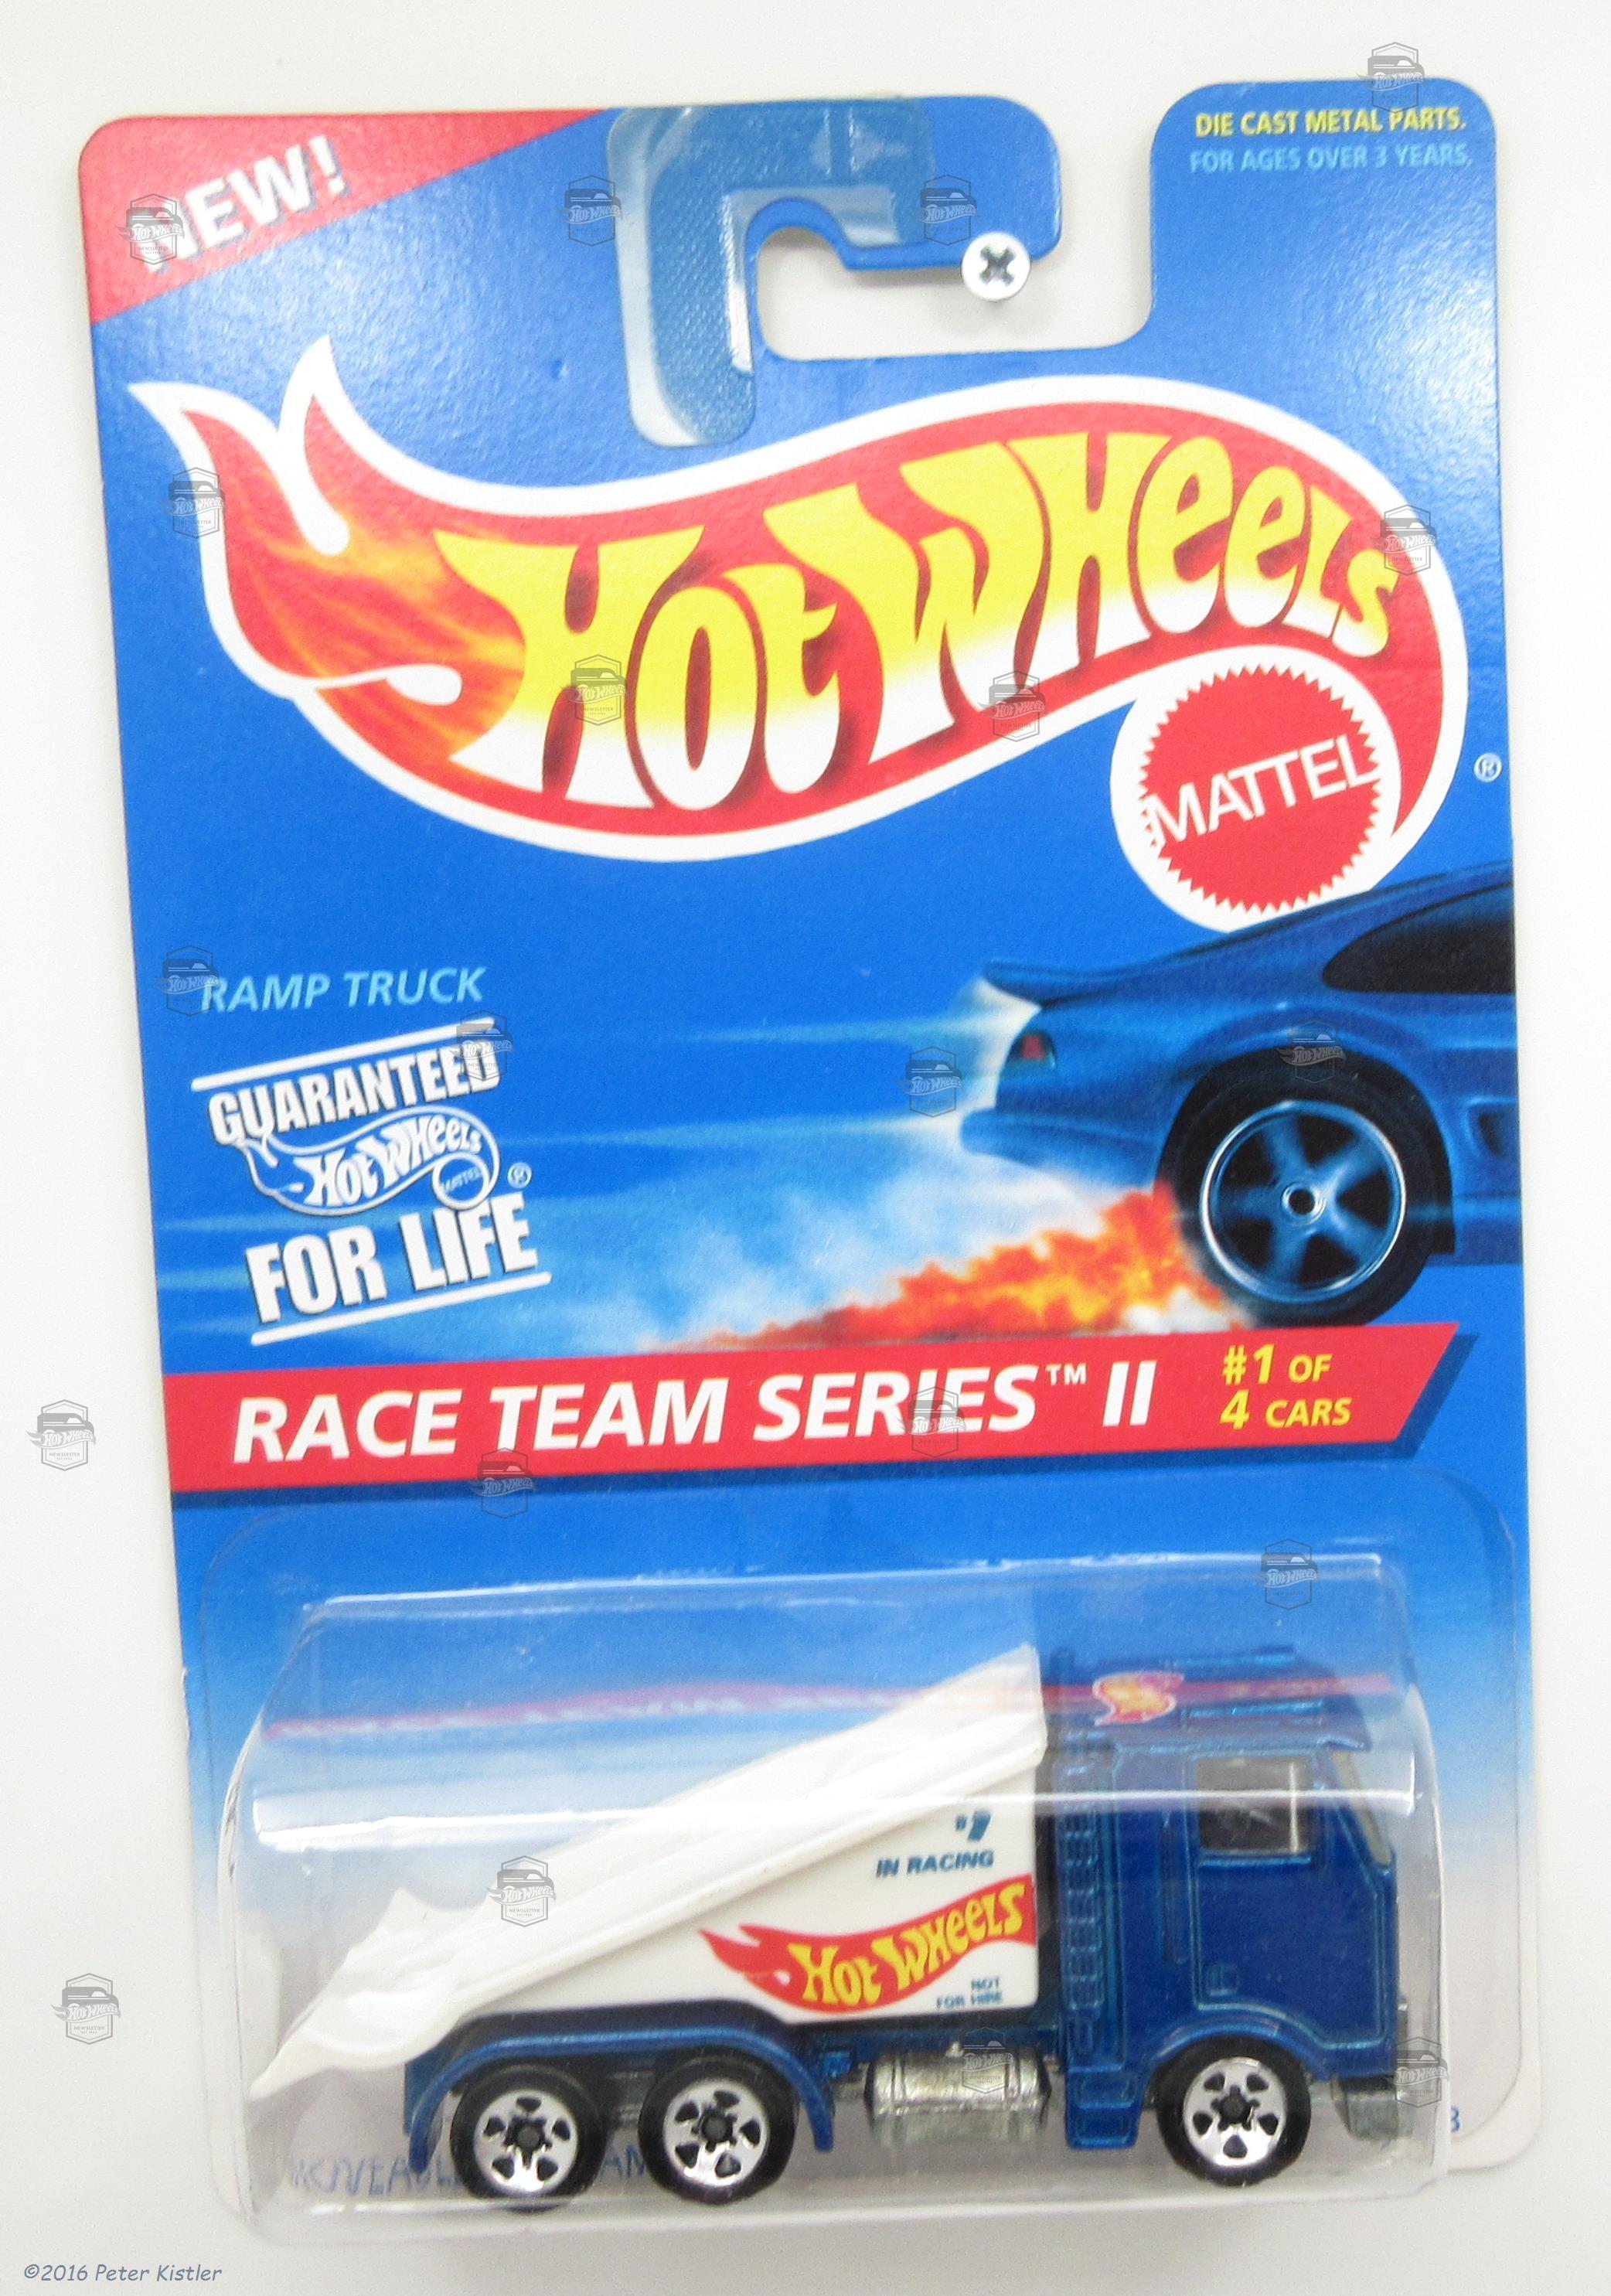 NEW!
DIE CAST METAL PARTS.
FOR AGES OVER 3 YEARS.
Hot Wheels
MATTEL
®
RAMP TRUCK
GUARANTEED
Hot Wheels
MATTEL
®
FOR LIFE
RACE TEAM SERIES™ II
#1 OF
4 CARS
#1
IN RACING
Hot Wheels
NOT
FOR HIRE
©2016 Peter Kistler